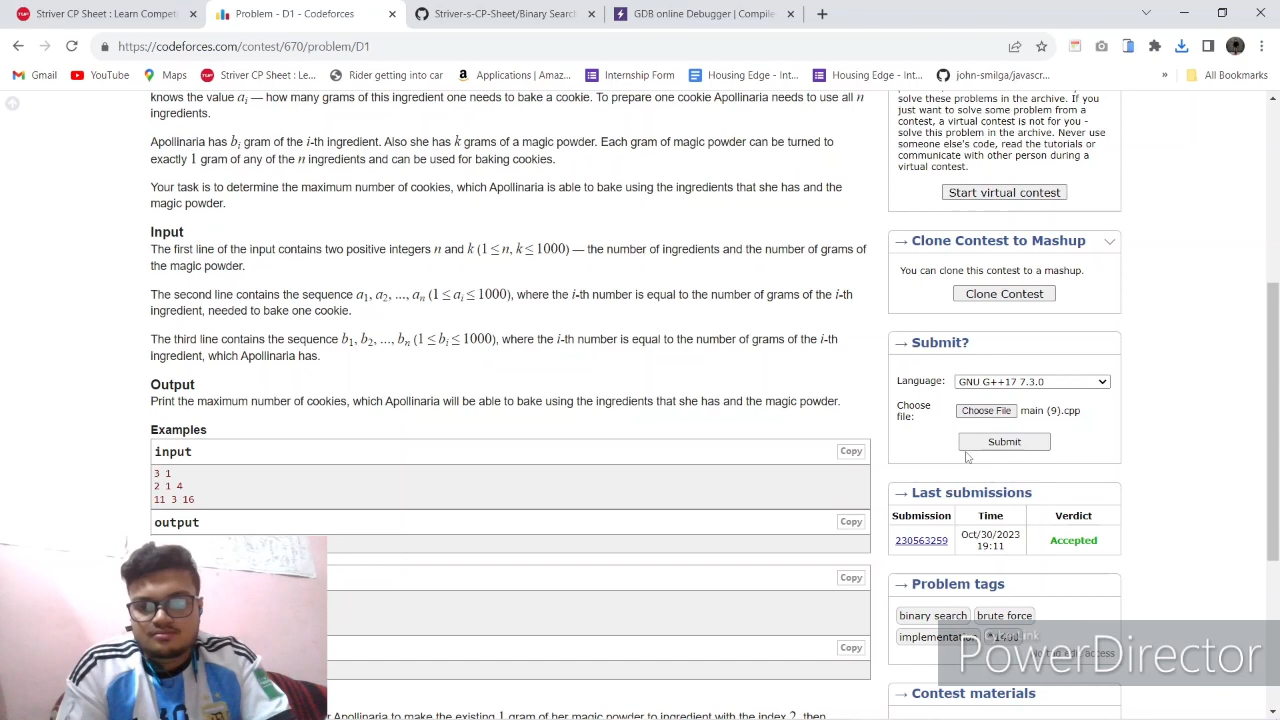 Striver CP Sheet : Learn Competi
Problem - D1 - Codeforces
Striver-s-CP-Sheet/Binary Searc
GDB online Debugger | Compile
https://codeforces.com/contest/670/problem/D1
Gmail
YouTube
Maps
Striver CP Sheet : Le...
Rider getting into car
Applications | Amaz...
Internship Form
Housing Edge - Int...
Housing Edge - Int...
john-smilga/javascr...
»
All Bookmarks
knows the value ai — how many grams of this ingredient one needs to bake a cookie. To prepare one cookie Apollinaria needs to use all n
ingredients.
Apollinaria has bi gram of the i-th ingredient. Also she has k grams of a magic powder. Each gram of magic powder can be turned to
exactly 1 gram of any of the n ingredients and can be used for baking cookies.
Your task is to determine the maximum number of cookies, which Apollinaria is able to bake using the ingredients that she has and the
magic powder.
Input
The first line of the input contains two positive integers n and k (1 ≤ n, k ≤ 1000) — the number of ingredients and the number of grams of
the magic powder.
The second line contains the sequence a1, a2, ..., an (1 ≤ ai ≤ 1000), where the i-th number is equal to the number of grams of the i-th
ingredient, needed to bake one cookie.
The third line contains the sequence b1, b2, ..., bn (1 ≤ bi ≤ 1000), where the i-th number is equal to the number of grams of the i-th
ingredient, which Apollinaria has.
Output
Print the maximum number of cookies, which Apollinaria will be able to bake using the ingredients that she has and the magic powder.
Examples
input
Copy
3 1
2 1 4
11 3 16
output
Copy
Copy
Copy
r Apollinaria to make the existing 1 gram of her magic powder to ingredient with the index 2, then
solve these problems in the archive. If you
just want to solve some problem from a
contest, a virtual contest is not for you -
solve this problem in the archive. Never use
someone else's code, read the tutorials or
communicate with other person during a
virtual contest.
Start virtual contest
→ Clone Contest to Mashup
You can clone this contest to a mashup.
Clone Contest
→ Submit?
Language: GNU G++17 7.3.0
Choose
file: Choose File main (9).cpp
Submit
→ Last submissions
Submission Time Verdict
230563259 Oct/30/2023
19:11 Accepted
→ Problem tags
binary search brute force
implementation
PowerDirector
→ Contest materials